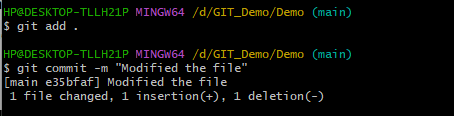 HP@DESKTOP-TLLH21P MINGW64 /d/GIT_Demo/Demo (main)
$ git add .
HP@DESKTOP-TLLH21P MINGW64 /d/GIT_Demo/Demo (main)
$ git commit -m "Modified the file"
[main e35bfaf] Modified the file
 1 file changed, 1 insertion(+), 1 deletion(-)